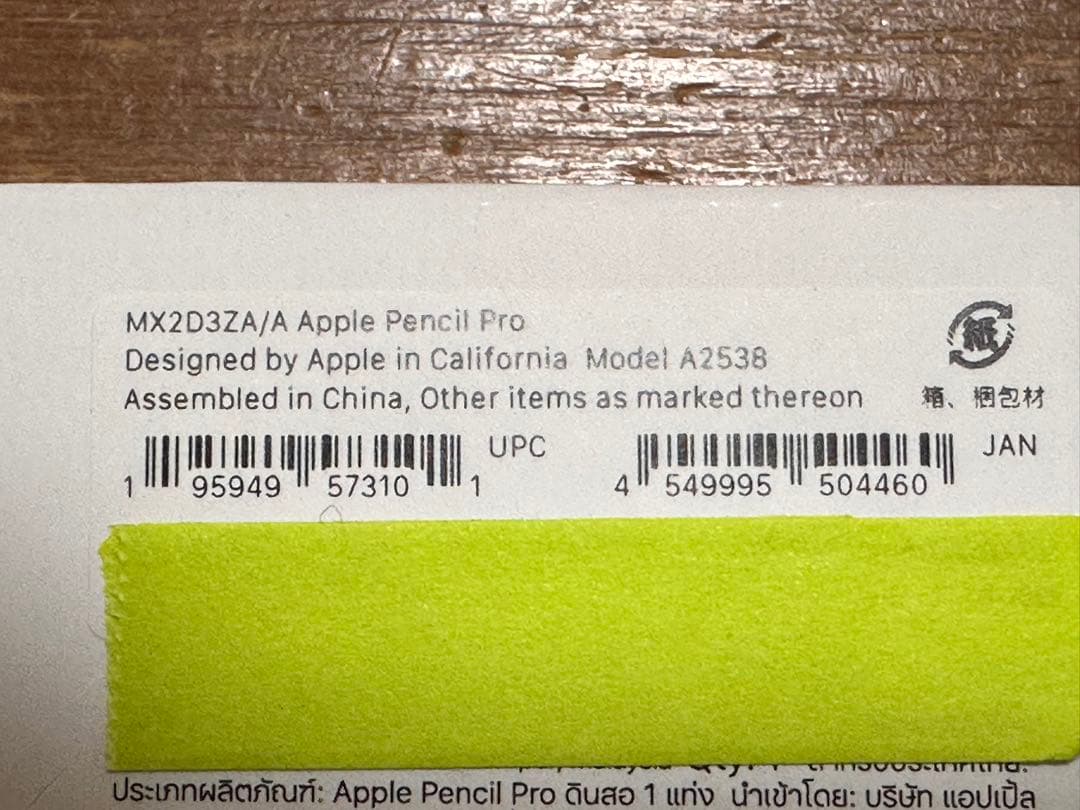 MX2D3ZA/A Apple Pencil Pro
紙
Designed by Apple in California Model A2538
Assembled in China, Other items as marked thereon
箱、梱包材
UPC
JAN
1 95949 57310 1
4 549995 504460
ประเภทผลิตภัณฑ์: Apple Pencil Pro ดินสอ 1 แท่ง นำเข้าโดย: บริษัท แอปเปิ้ล